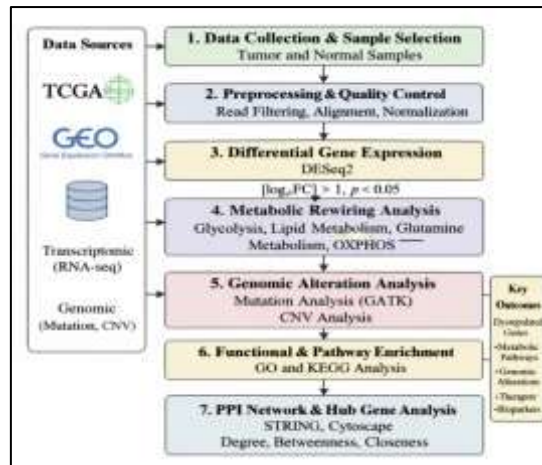 Data Sources
TCGA
GEO
Gene Expression Omnibus
Transcriptomic
(RNA-seq)
Genomic
(Mutation, CNV)
1. Data Collection & Sample Selection
Tumor and Normal Samples
2. Preprocessing & Quality Control
Read Filtering, Alignment, Normalization
3. Differential Gene Expression
DESeq2
|log₂FC| > 1, p < 0.05
4. Metabolic Rewiring Analysis
Glycolysis, Lipid Metabolism, Glutamine
Metabolism, OXPHOS
5. Genomic Alteration Analysis
Mutation Analysis (GATK)
CNV Analysis
6. Functional & Pathway Enrichment
GO and KEGG Analysis
7. PPI Network & Hub Gene Analysis
STRING, Cytoscape
Degree, Betweenness, Closeness
Key
Outcomes
Genes
•Metabolic
Pathways
•Genomic
Alterations